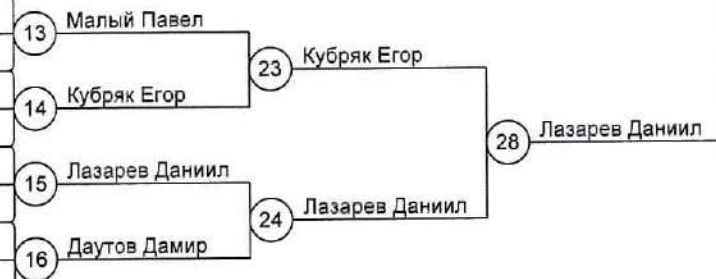 13 Малый Павел
23 Кубряк Егор
14 Кубряк Егор
28 Лазарев Даниил
15 Лазарев Даниил
24 Лазарев Даниил
16 Даутов Дамир